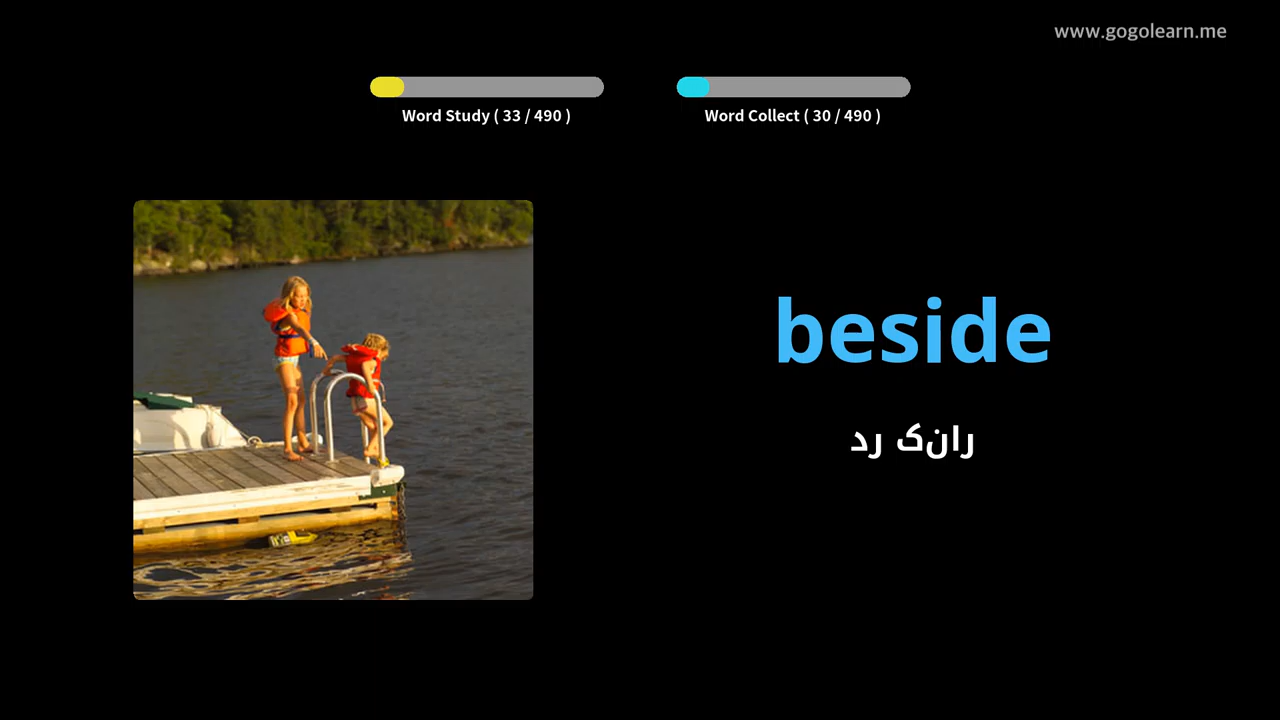 www.gogolearn.me
Word Study ( 33 / 490 )
Word Collect ( 30 / 490 )
beside
رانک رد